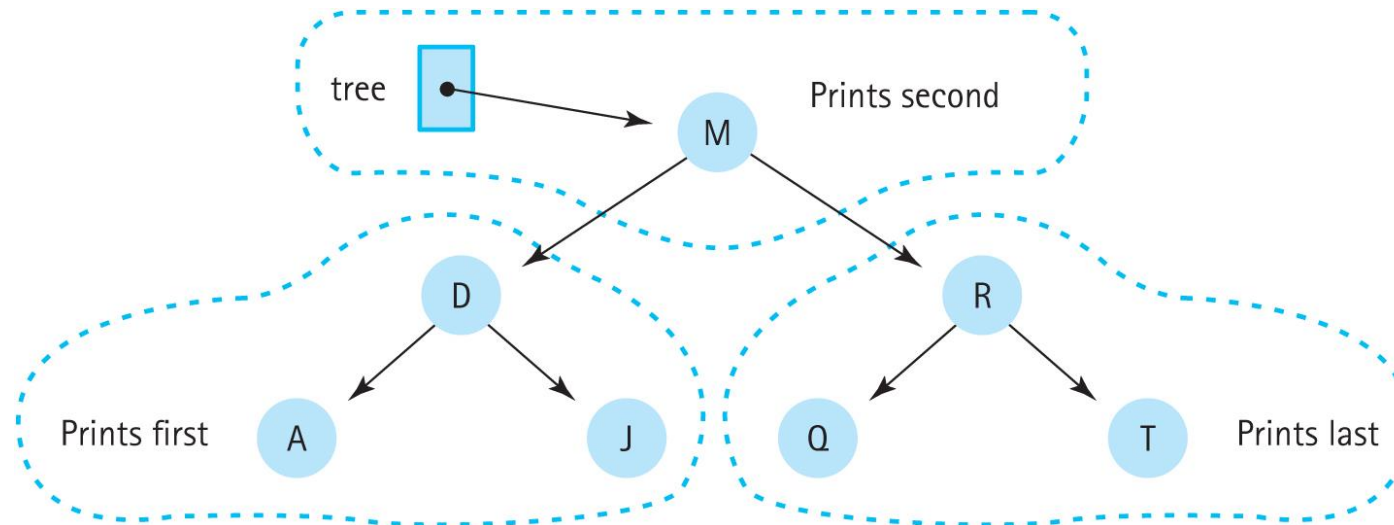 tree
Prints second
M
D
R
Prints first
A
J
Q
T
Prints last